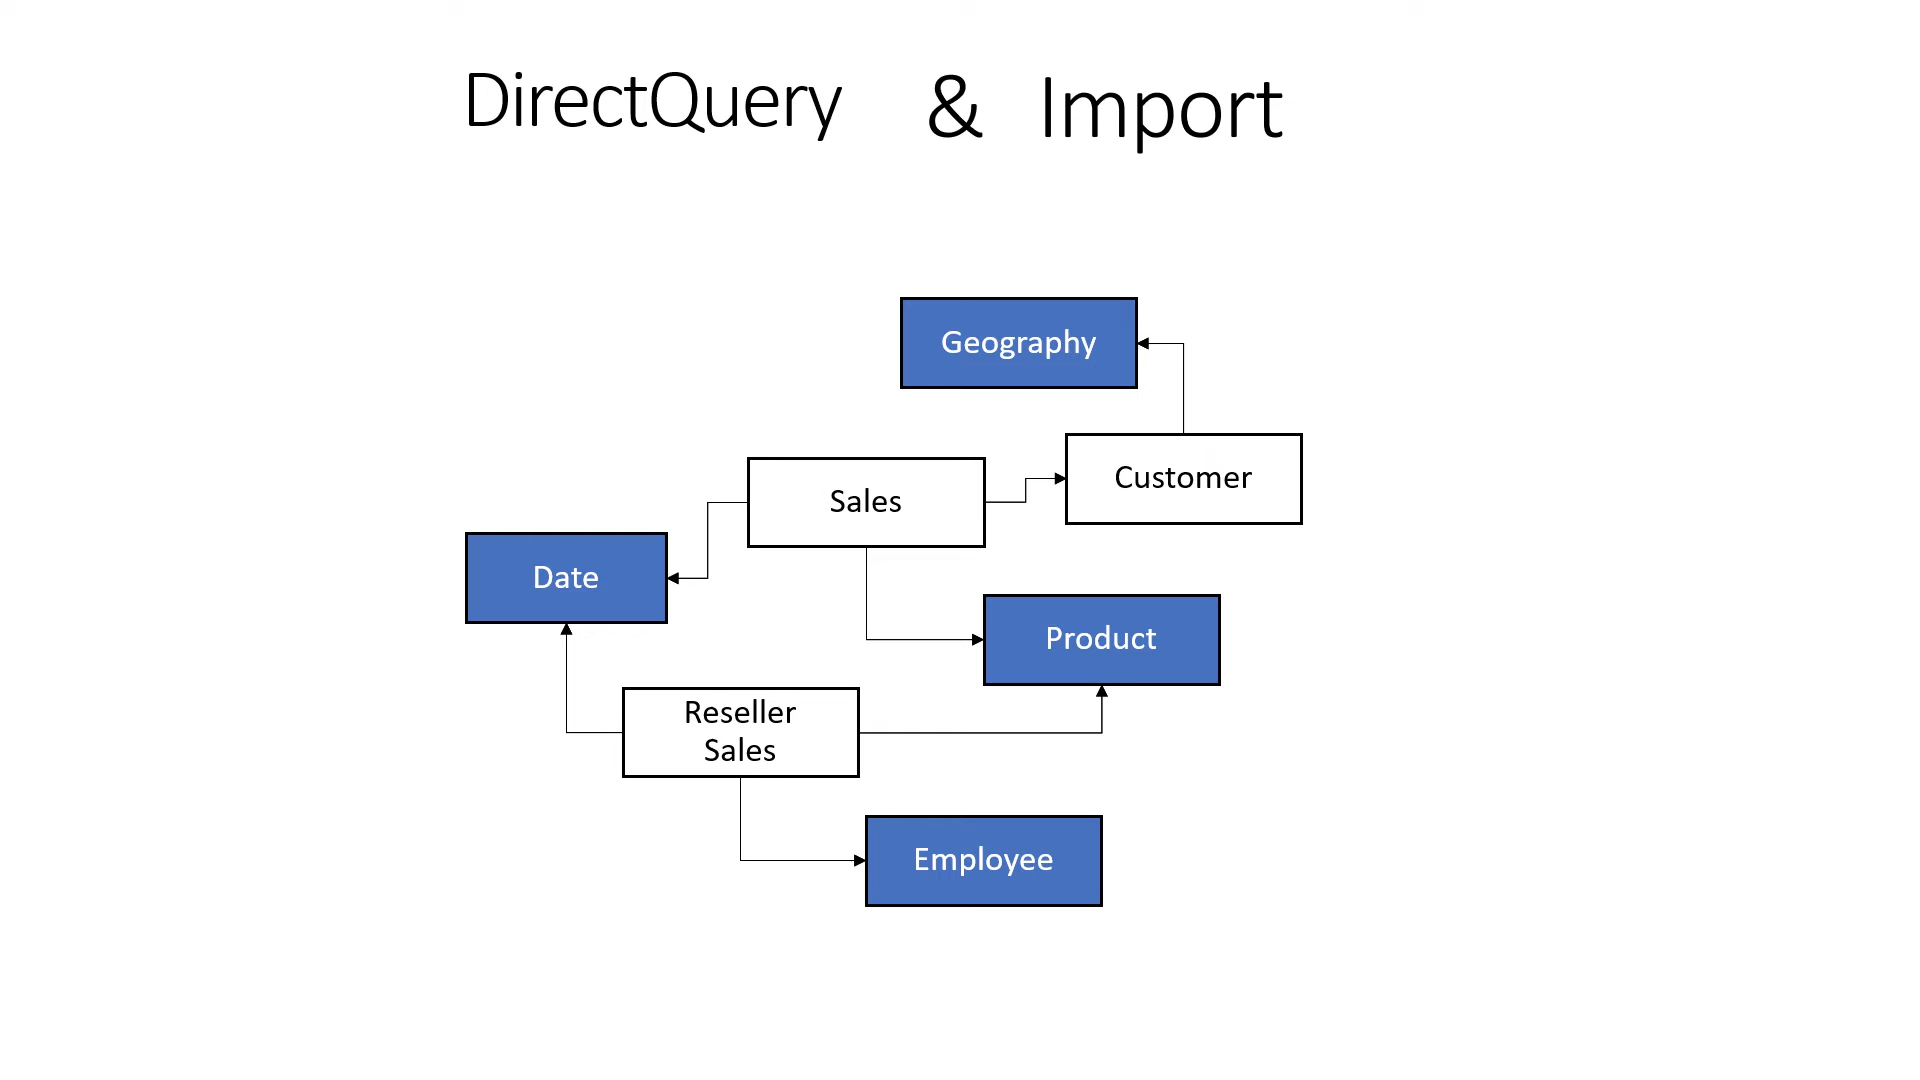 DirectQuery & Import
Geography
Customer
Sales
Date
Product
Reseller
Sales
Employee